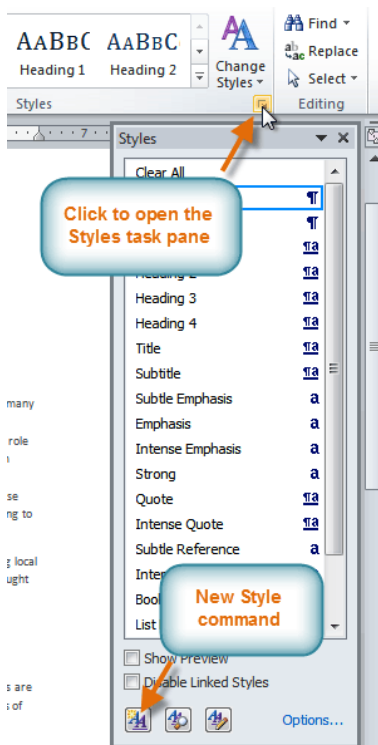 AaBbC AaBbC
Heading 1 Heading 2
Change
Styles
Find
Replace
Select
Styles
Editing
7
Styles
Clear All
Click to open the
Styles task pane
Heading 3
Heading 4
Title
Subtitle
many
Subtle Emphasis
Emphasis
role
Intense Emphasis
Strong
se
Quote
ng to
Intense Quote
Subtle Reference
local
ught
New Style
command
List
Show Preview
Disable Linked Styles
s are
s of
Options...